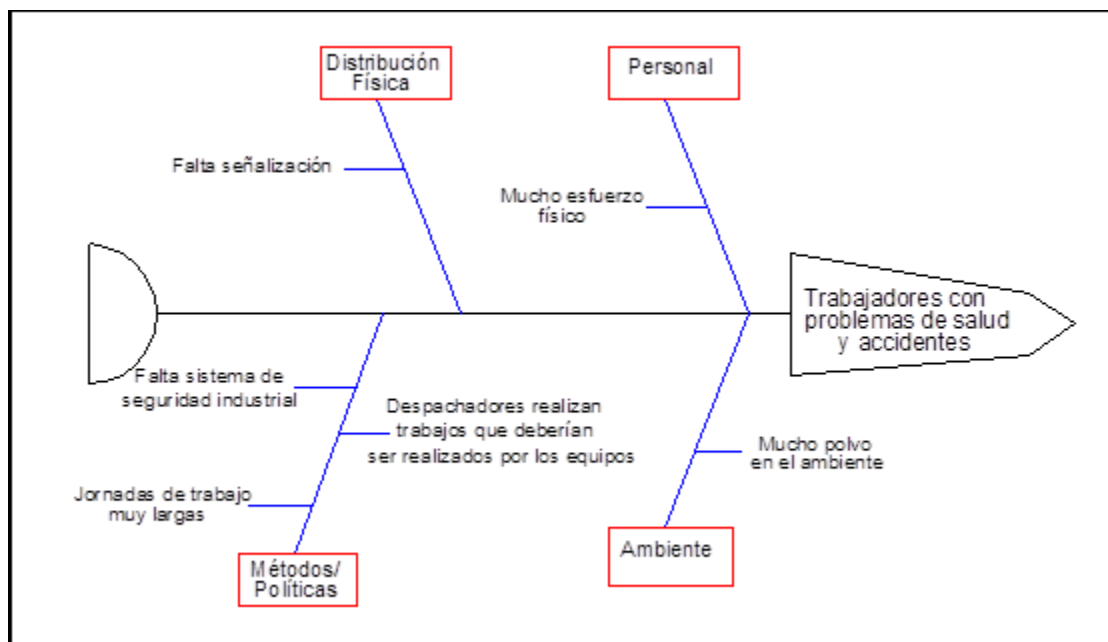 Distribución
Física
Personal
Falta señalización
Mucho esfuerzo
físico
Trabajadores con
problemas de salud
y accidentes
Falta sistema de
seguridad industrial
Despachadores realizan
trabajos que deberían
ser realizados por los equipos
Mucho polvo
en el ambiente
Jornadas de trabajo
muy largas
Métodos/
Políticas
Ambiente